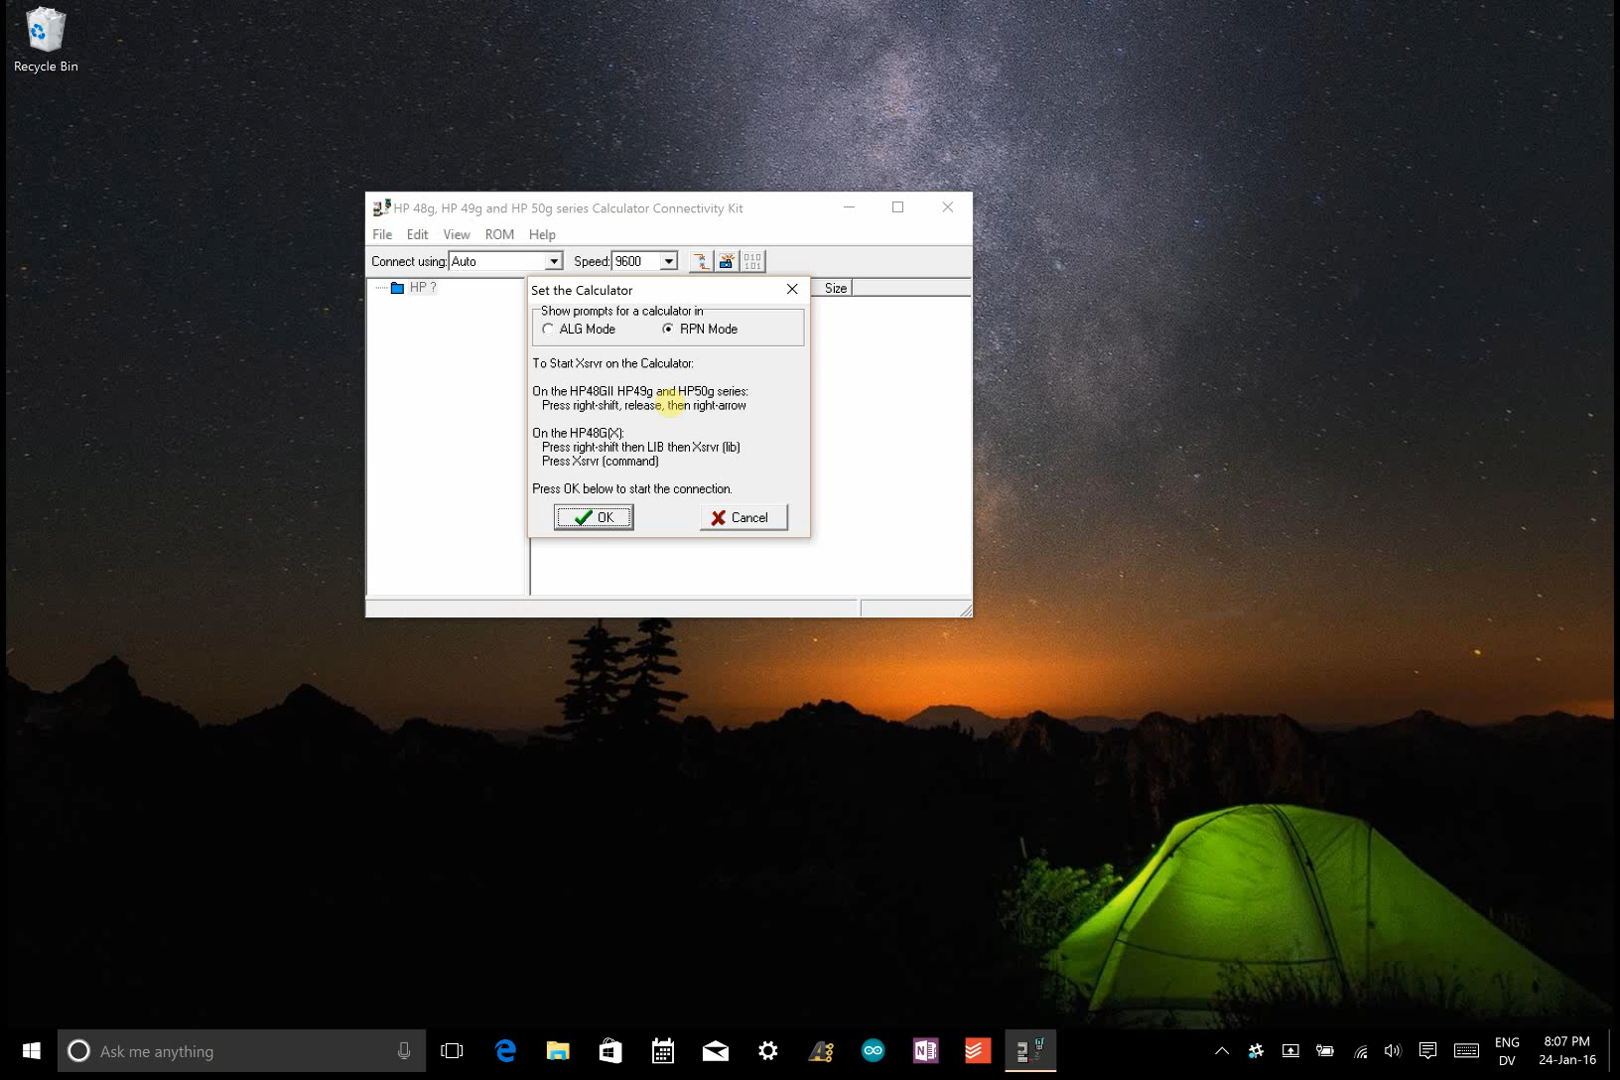 Recycle Bin
HP 48g, HP 49g and HP 50g series Calculator Connectivity Kit
File Edit View ROM Help
Connect using: Auto Speed: 9600
HP ?
Size
Set the Calculator
Show prompts for a calculator in
ALG Mode RPN Mode
To Start Xsrvr on the Calculator:
On the HP48GII HP49g and HP50g series:
Press right-shift, release, then right-arrow
On the HP48G(X):
Press right-shift then LIB then Xsrvr (lib)
Press Xsrvr (command)
Press OK below to start the connection.
OK Cancel
Ask me anything
ENG
DV
8:07 PM
24-Jan-16